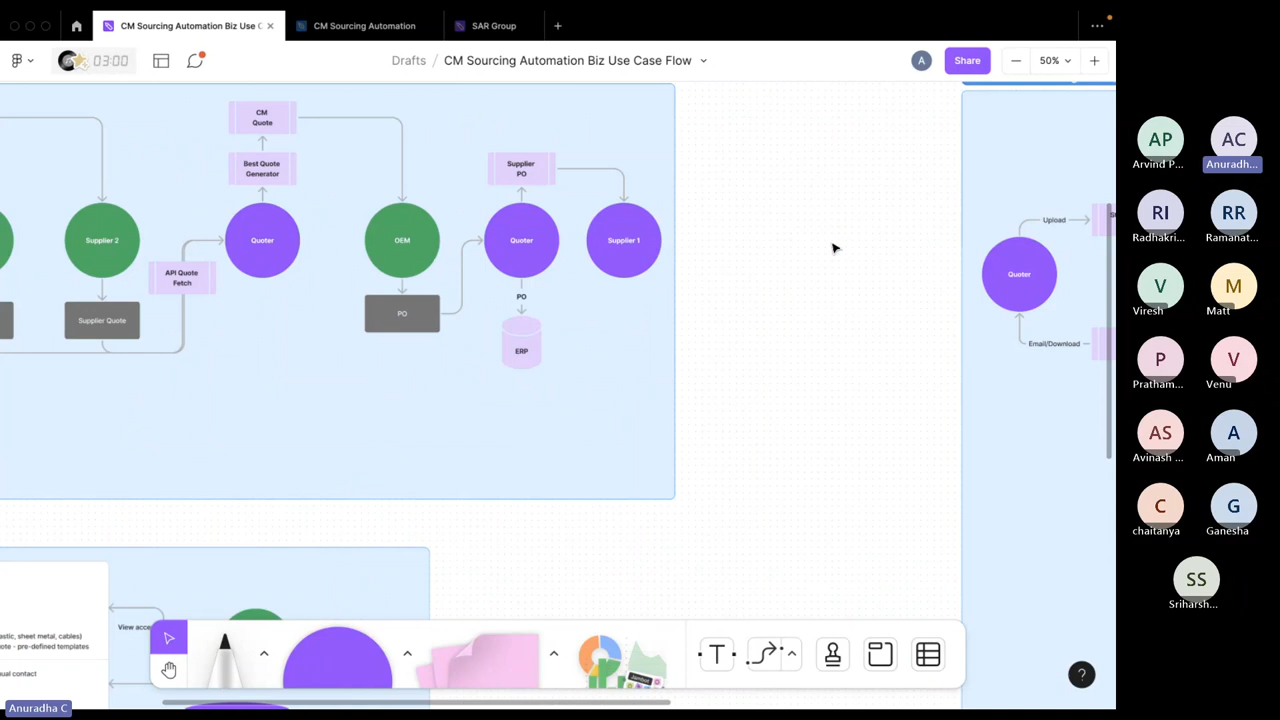 CM Sourcing Automation Biz Use C
CM Sourcing Automation
SAR Group
03:00
Drafts / CM Sourcing Automation Biz Use Case Flow
A
Share
50%
CM
Quote
Best Quote
Generator
Supplier
PO
Supplier 2
Quoter
OEM
Quoter
Supplier 1
API Quote
Fetch
Supplier Quote
PO
PO
ERP
Upload
Quoter
Email/Download
View acce
astic, sheet metal, cables)
uote - pre-defined templates
nual contact
T
Jambot
?
Anuradha C
AP
Arvind P...
AC
Anuradh...
RI
Radhakri...
RR
Ramanat...
V
Viresh
M
Matt
P
Pratham...
V
Venu
AS
Avinash ...
A
Aman
C
chaitanya
G
Ganesha
SS
Sriharsh...